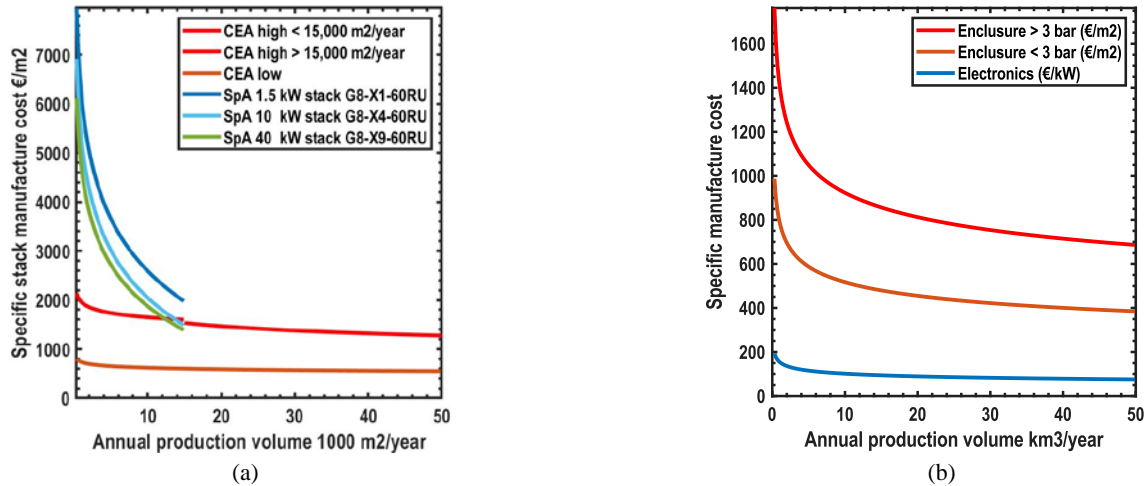 Specific stack manufacture cost €/m2
7000
6000
5000
4000
3000
2000
1000
0
CEA high < 15,000 m2/year
CEA high > 15,000 m2/year
CEA low
SpA 1.5 kW stack G8-X1-60RU
SpA 10 kW stack G8-X4-60RU
SpA 40 kW stack G8-X9-60RU
10
20
30
40
50
Annual production volume 1000 m2/year
(a)
Specific manufacture cost
1600
1400
1200
1000
800
600
400
200
0
Enclusure > 3 bar (€/m2)
Enclusure < 3 bar (€/m2)
Electronics (€/kW)
0
10
20
30
40
50
Annual production volume km3/year
(b)